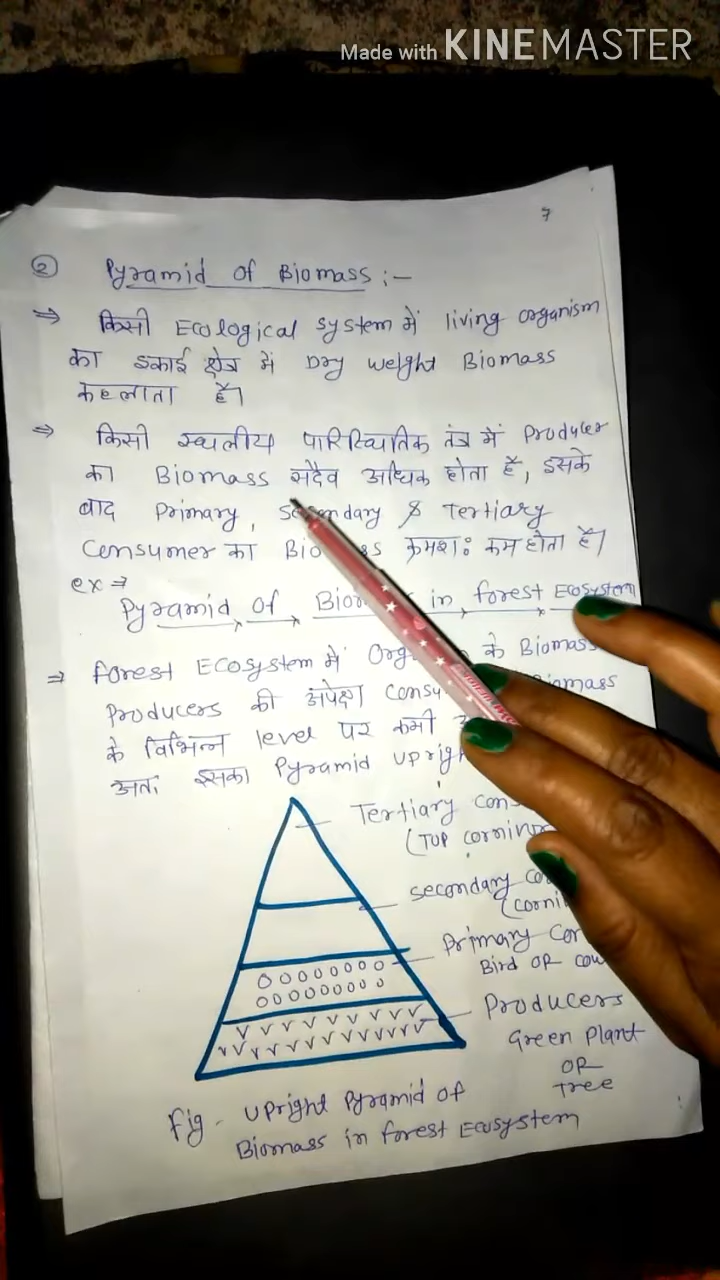 Made with KINEMASTER
7
② Pyramid of Biomass :-
⇒ किसी Ecological system में living organism
का इकाई क्षेत्र में Dry weight Biomass
कहलाता हैं।
⇒ किसी स्थलीय पारिस्थितिक तंत्र में Producer
का Biomass सदैव अधिक होता हैं, इसके
बाद Primary, & Tertiary
Consumer का क्रमशः कम होता हैं।
ex ⇒
Pyramid of in forest Ecosystem
⇒ forest Ecosystem में के Biomass
Producers की अपेक्षा
के विभिन्न level पर कमी
अतः इसका Pyramid
Tertiary
(TOP
secondary
Primary
Bird OR
Producers
Green Plant
OR
Tree
Fig - Upright Pyramid of
Biomass in forest Ecosystem